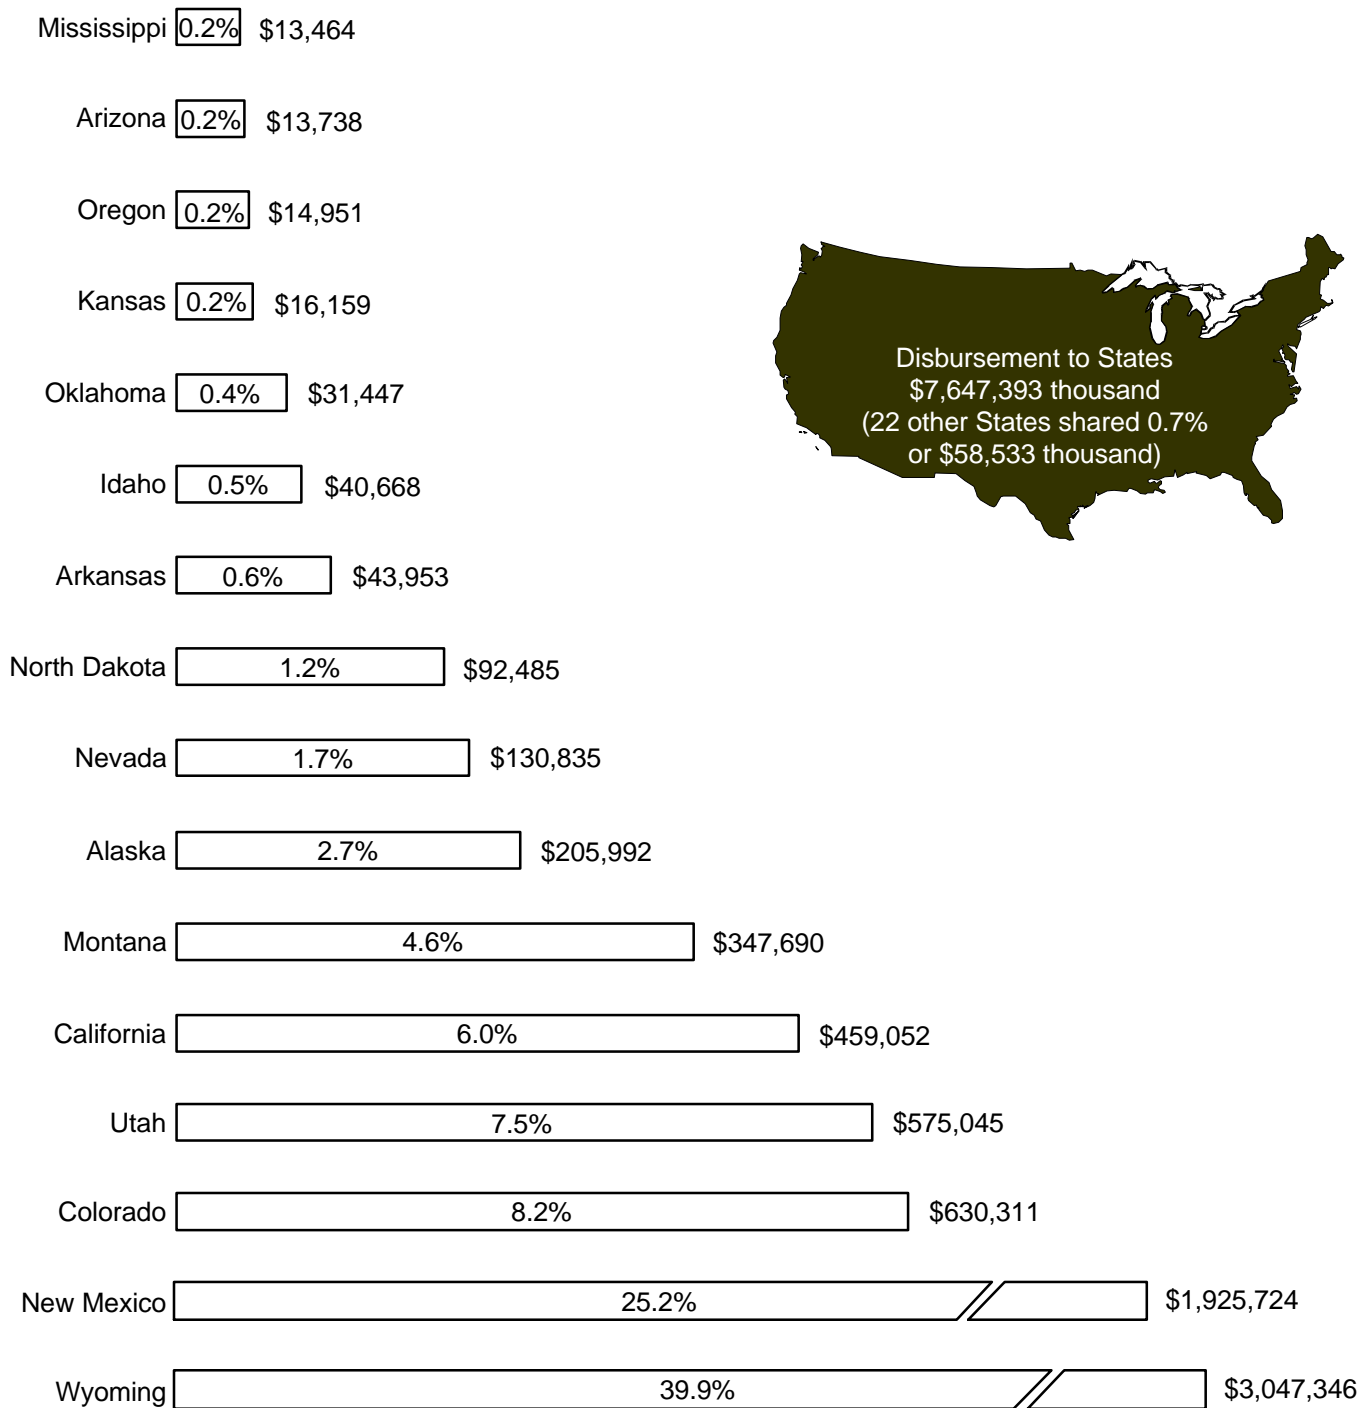 Mississippi 0.2% $13,464
Arizona 0.2% $13,738
Oregon 0.2% $14,951
Kansas 0.2% $16,159
Disbursement to States
$7,647,393 thousand
(22 other States shared 0.7%
or $58,533 thousand)
Oklahoma 0.4% $31,447
Idaho 0.5% $40,668
Arkansas 0.6% $43,953
North Dakota 1.2% $92,485
Nevada 1.7% $130,835
Alaska 2.7% $205,992
Montana 4.6% $347,690
California 6.0% $459,052
Utah 7.5% $575,045
Colorado 8.2% $630,311
New Mexico 25.2% $1,925,724
Wyoming 39.9% $3,047,346